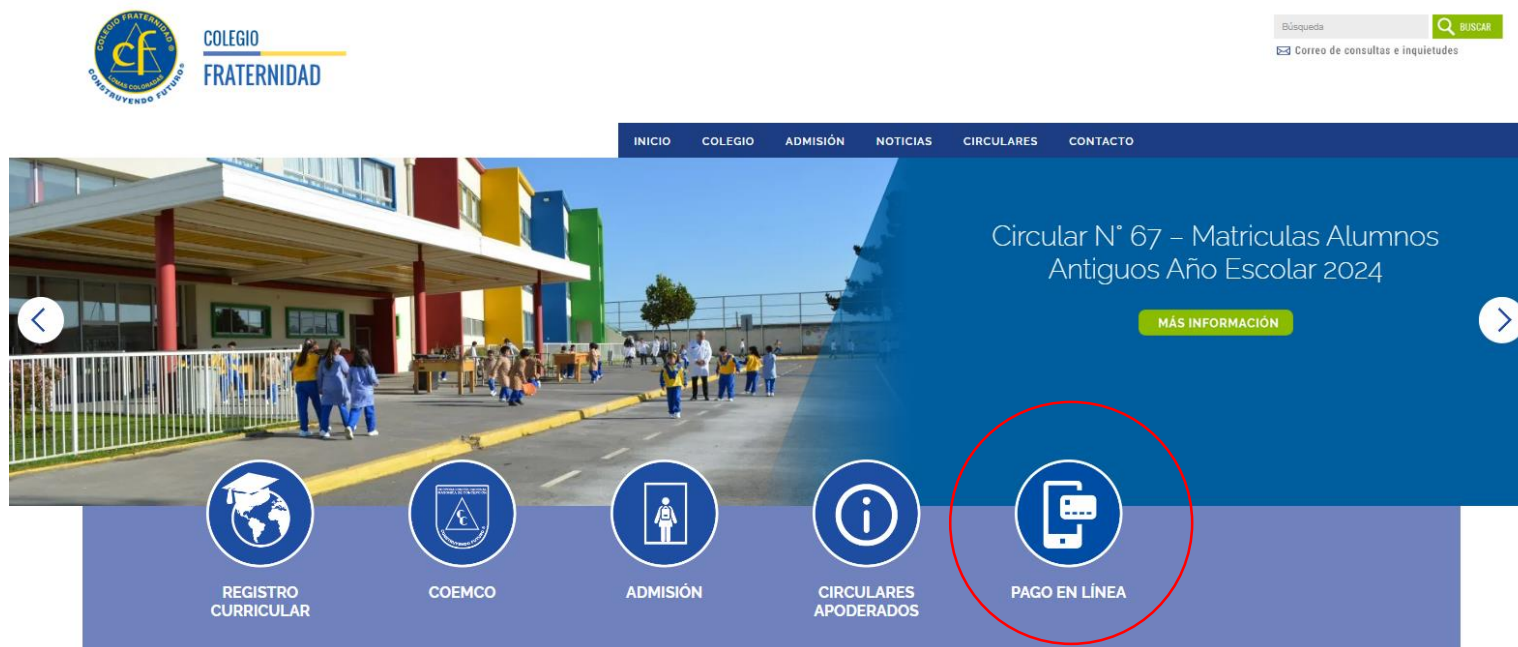 COLEGIO FRATERNIDAD ®
CF
LOMAS COLORADAS
CONSTRUYENDO FUTUROS
COLEGIO
FRATERNIDAD
Búsqueda
BUSCAR
Correo de consultas e inquietudes
INICIO COLEGIO ADMISIÓN NOTICIAS CIRCULARES CONTACTO
Circular N° 67 – Matriculas Alumnos
Antiguos Año Escolar 2024
MÁS INFORMACIÓN
REGISTRO
CURRICULAR
COEMCO
ADMISIÓN
CIRCULARES
APODERADOS
PAGO EN LÍNEA